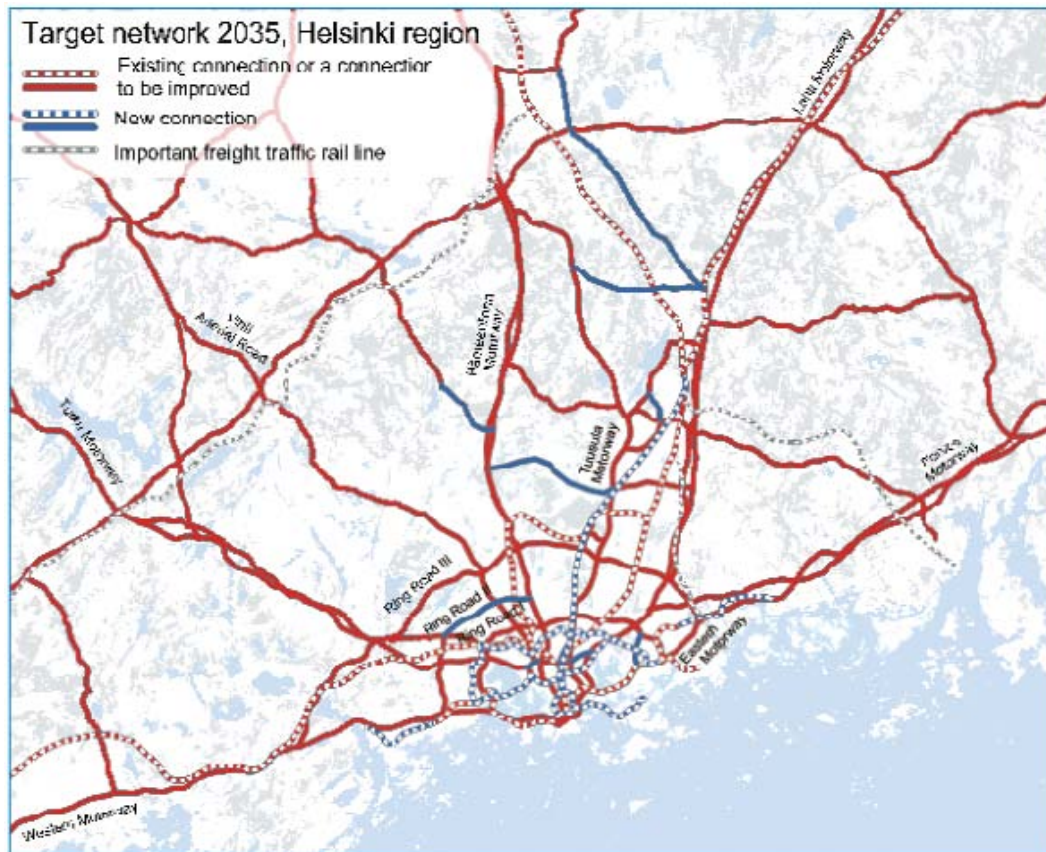 Target network 2035, Helsinki region
Existing connection or a connection
to be improved
New connection
Important freight traffic rail line
Lahti Motorway
Hämeenlinna
Motorway
Arterial Road
Turku Motorway
Tuusula
Motorway
Porvoo
Motorway
Ring Road III
Ring Road II
Ring Road I
Eastern
Motorway
Western Motorway